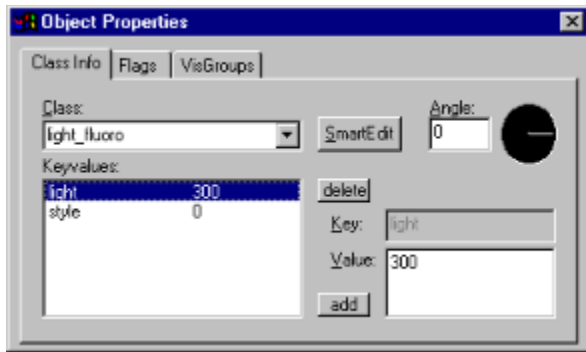 Object Properties
Class Info Flags VisGroups
Class:
light_fluoro
SmartEdit
Angle:
0
Keyvalues:
light 300
style 0
delete
Key: light
Value: 300
add